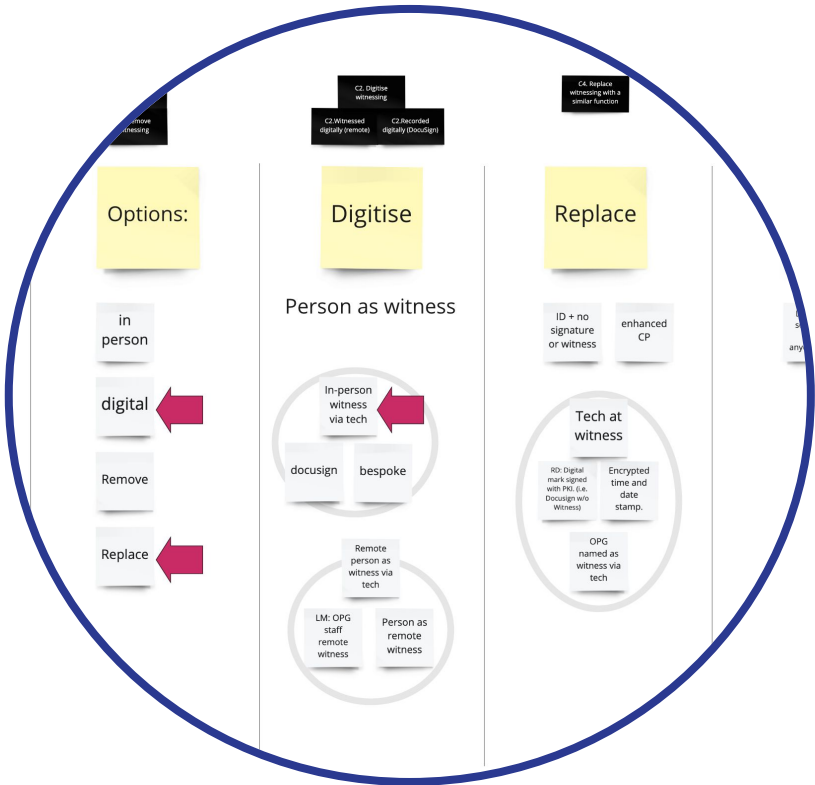 C2. Digitise
witnessing
C4. Replace
witnessing with a
similar function
C2.Witnessed
digitally (remote)
C2.Recorded
digitally (DocuSign)
Options:
Digitise
Replace
Person as witness
in
person
digital
Remove
Replace
In-person
witness
via tech
docusign
bespoke
Remote
person as
witness via
tech
LM: OPG
staff
remote
witness
Person as
remote
witness
ID + no
signature
or witness
enhanced
CP
Tech at
witness
RD: Digital
mark signed
with PKI. (i.e.
Docusign w/o
Witness)
Encrypted
time and
date
stamp.
OPG
named as
witness via
tech